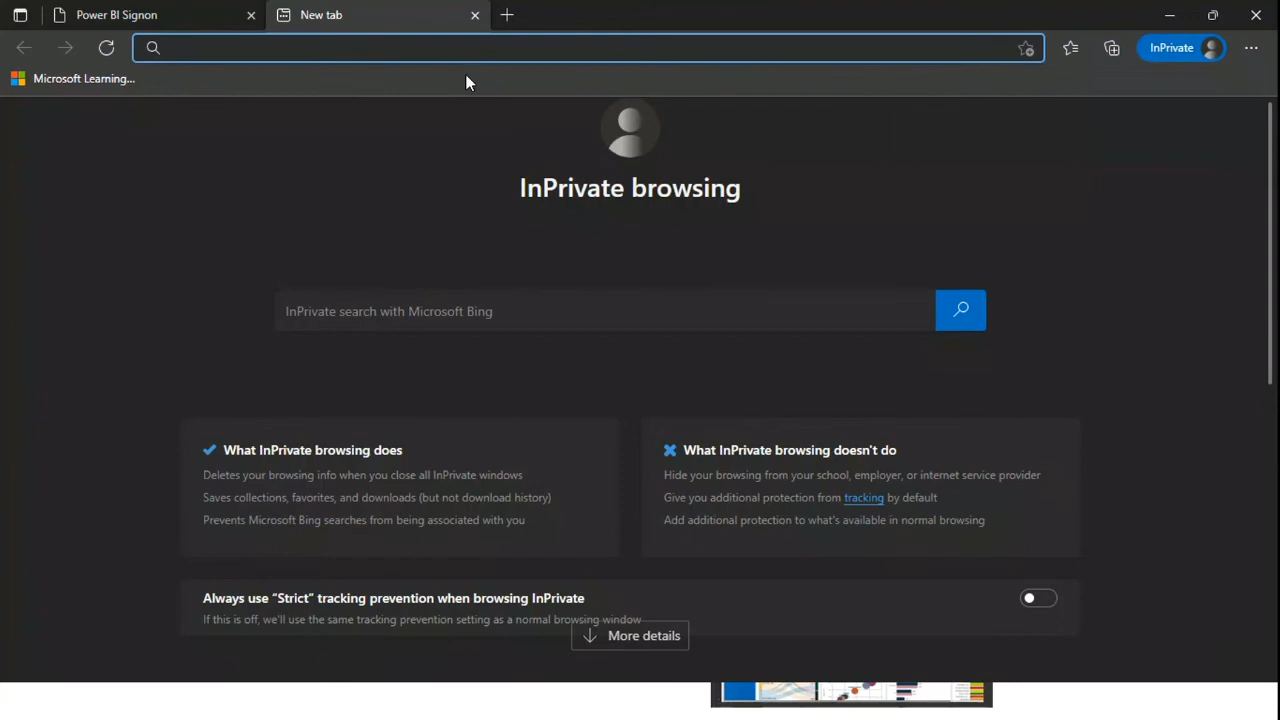 Power BI Signon
New tab
InPrivate
Microsoft Learning...
InPrivate browsing
InPrivate search with Microsoft Bing
What InPrivate browsing does
Deletes your browsing info when you close all InPrivate windows
Saves collections, favorites, and downloads (but not download history)
Prevents Microsoft Bing searches from being associated with you
What InPrivate browsing doesn't do
Hide your browsing from your school, employer, or internet service provider
Give you additional protection from tracking by default
Add additional protection to what's available in normal browsing
Always use “Strict” tracking prevention when browsing InPrivate
If this is off, we'll use the same tracking prevention setting as a normal browsing window
More details